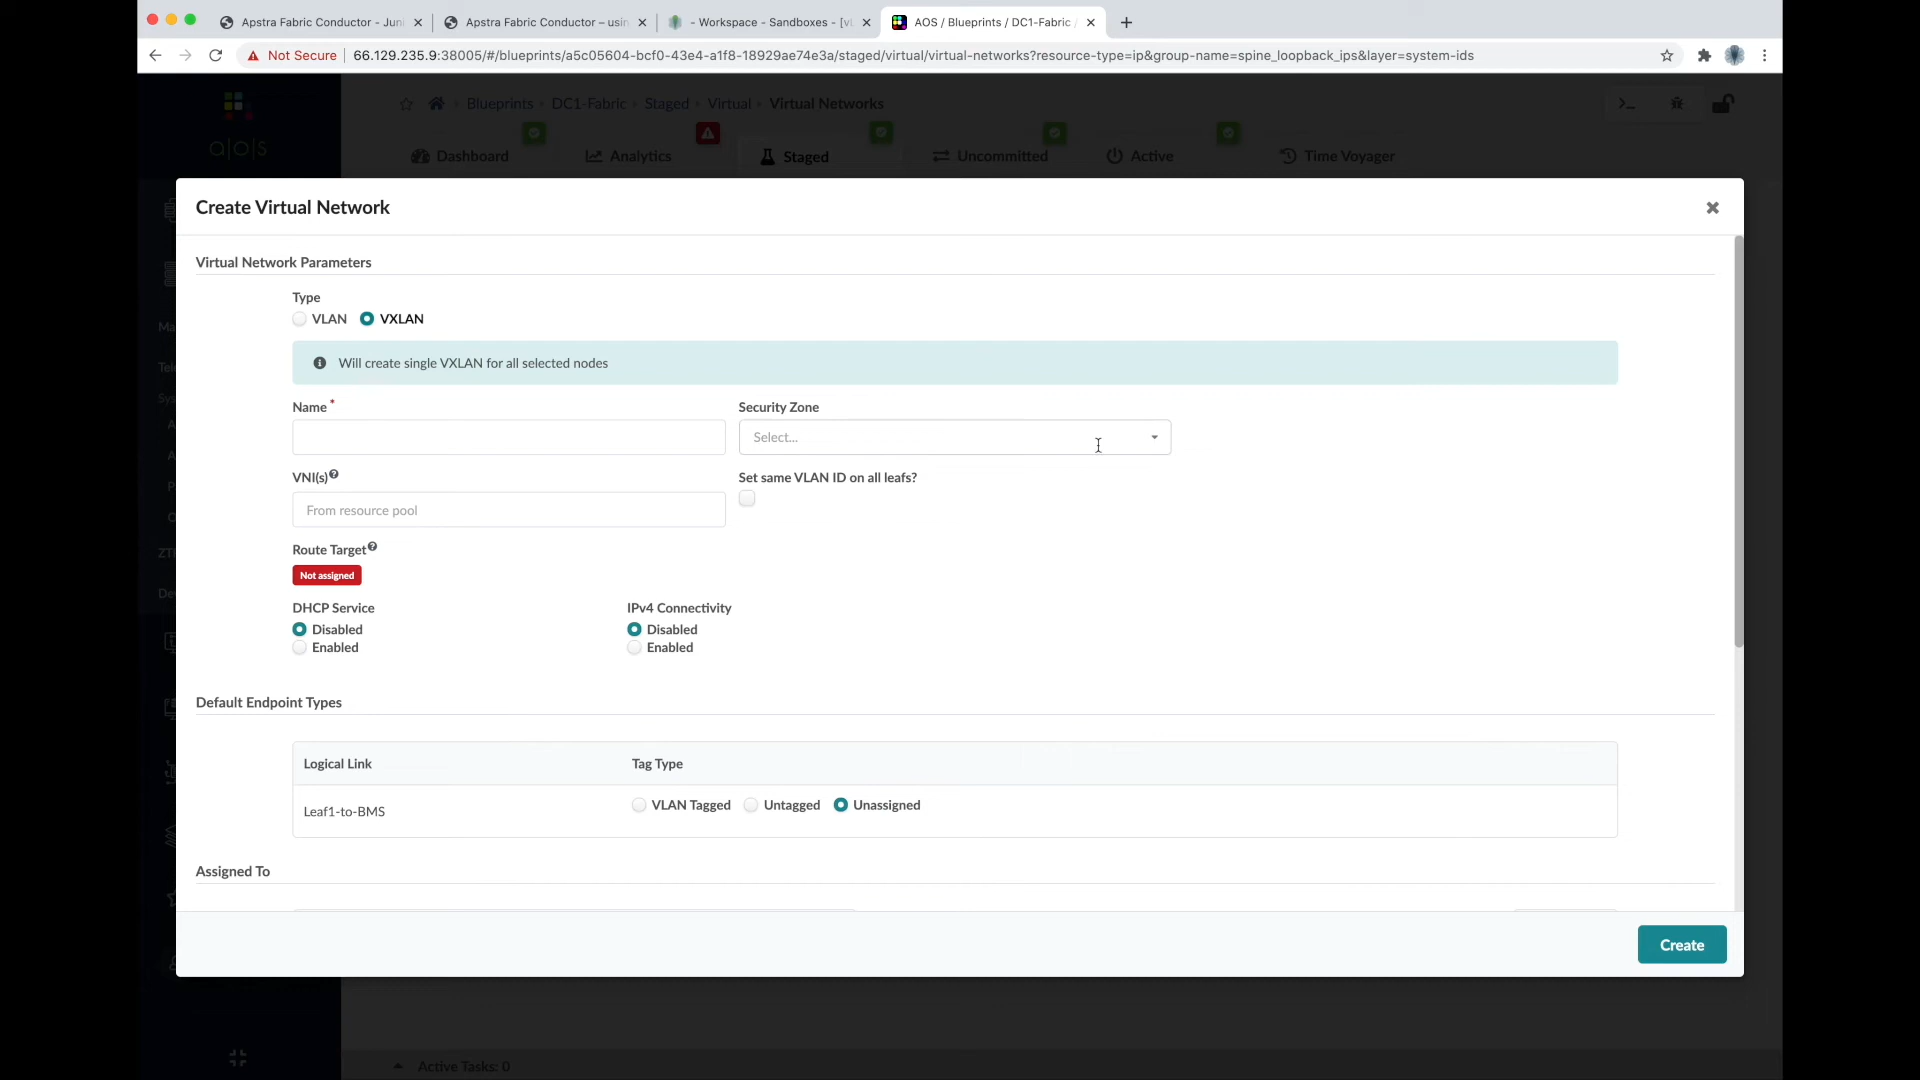 Apstra Fabric Conductor - Juni
Apstra Fabric Conductor – usin
- Workspace - Sandboxes - [vL
AOS / Blueprints / DC1-Fabric /
Not Secure | 66.129.235.9:38005/#/blueprints/a5c05604-bcf0-43e4-a1f8-18929ae74e3a/staged/virtual/virtual-networks?resource-type=ip&group-name=spine_loopback_ips&layer=system-ids
a|o|s
Blueprints DC1-Fabric Staged Virtual Virtual Networks
Dashboard Analytics Staged Uncommitted Active Time Voyager
Create Virtual Network
Virtual Network Parameters
Type
VLAN VXLAN
Will create single VXLAN for all selected nodes
Name * Security Zone
Select...
VNI(s) Set same VLAN ID on all leafs?
From resource pool
Route Target
Not assigned
DHCP Service IPv4 Connectivity
Disabled Disabled
Enabled Enabled
Default Endpoint Types
Logical Link Tag Type
Leaf1-to-BMS VLAN Tagged Untagged Unassigned
Assigned To
Create
Active Tasks: 0